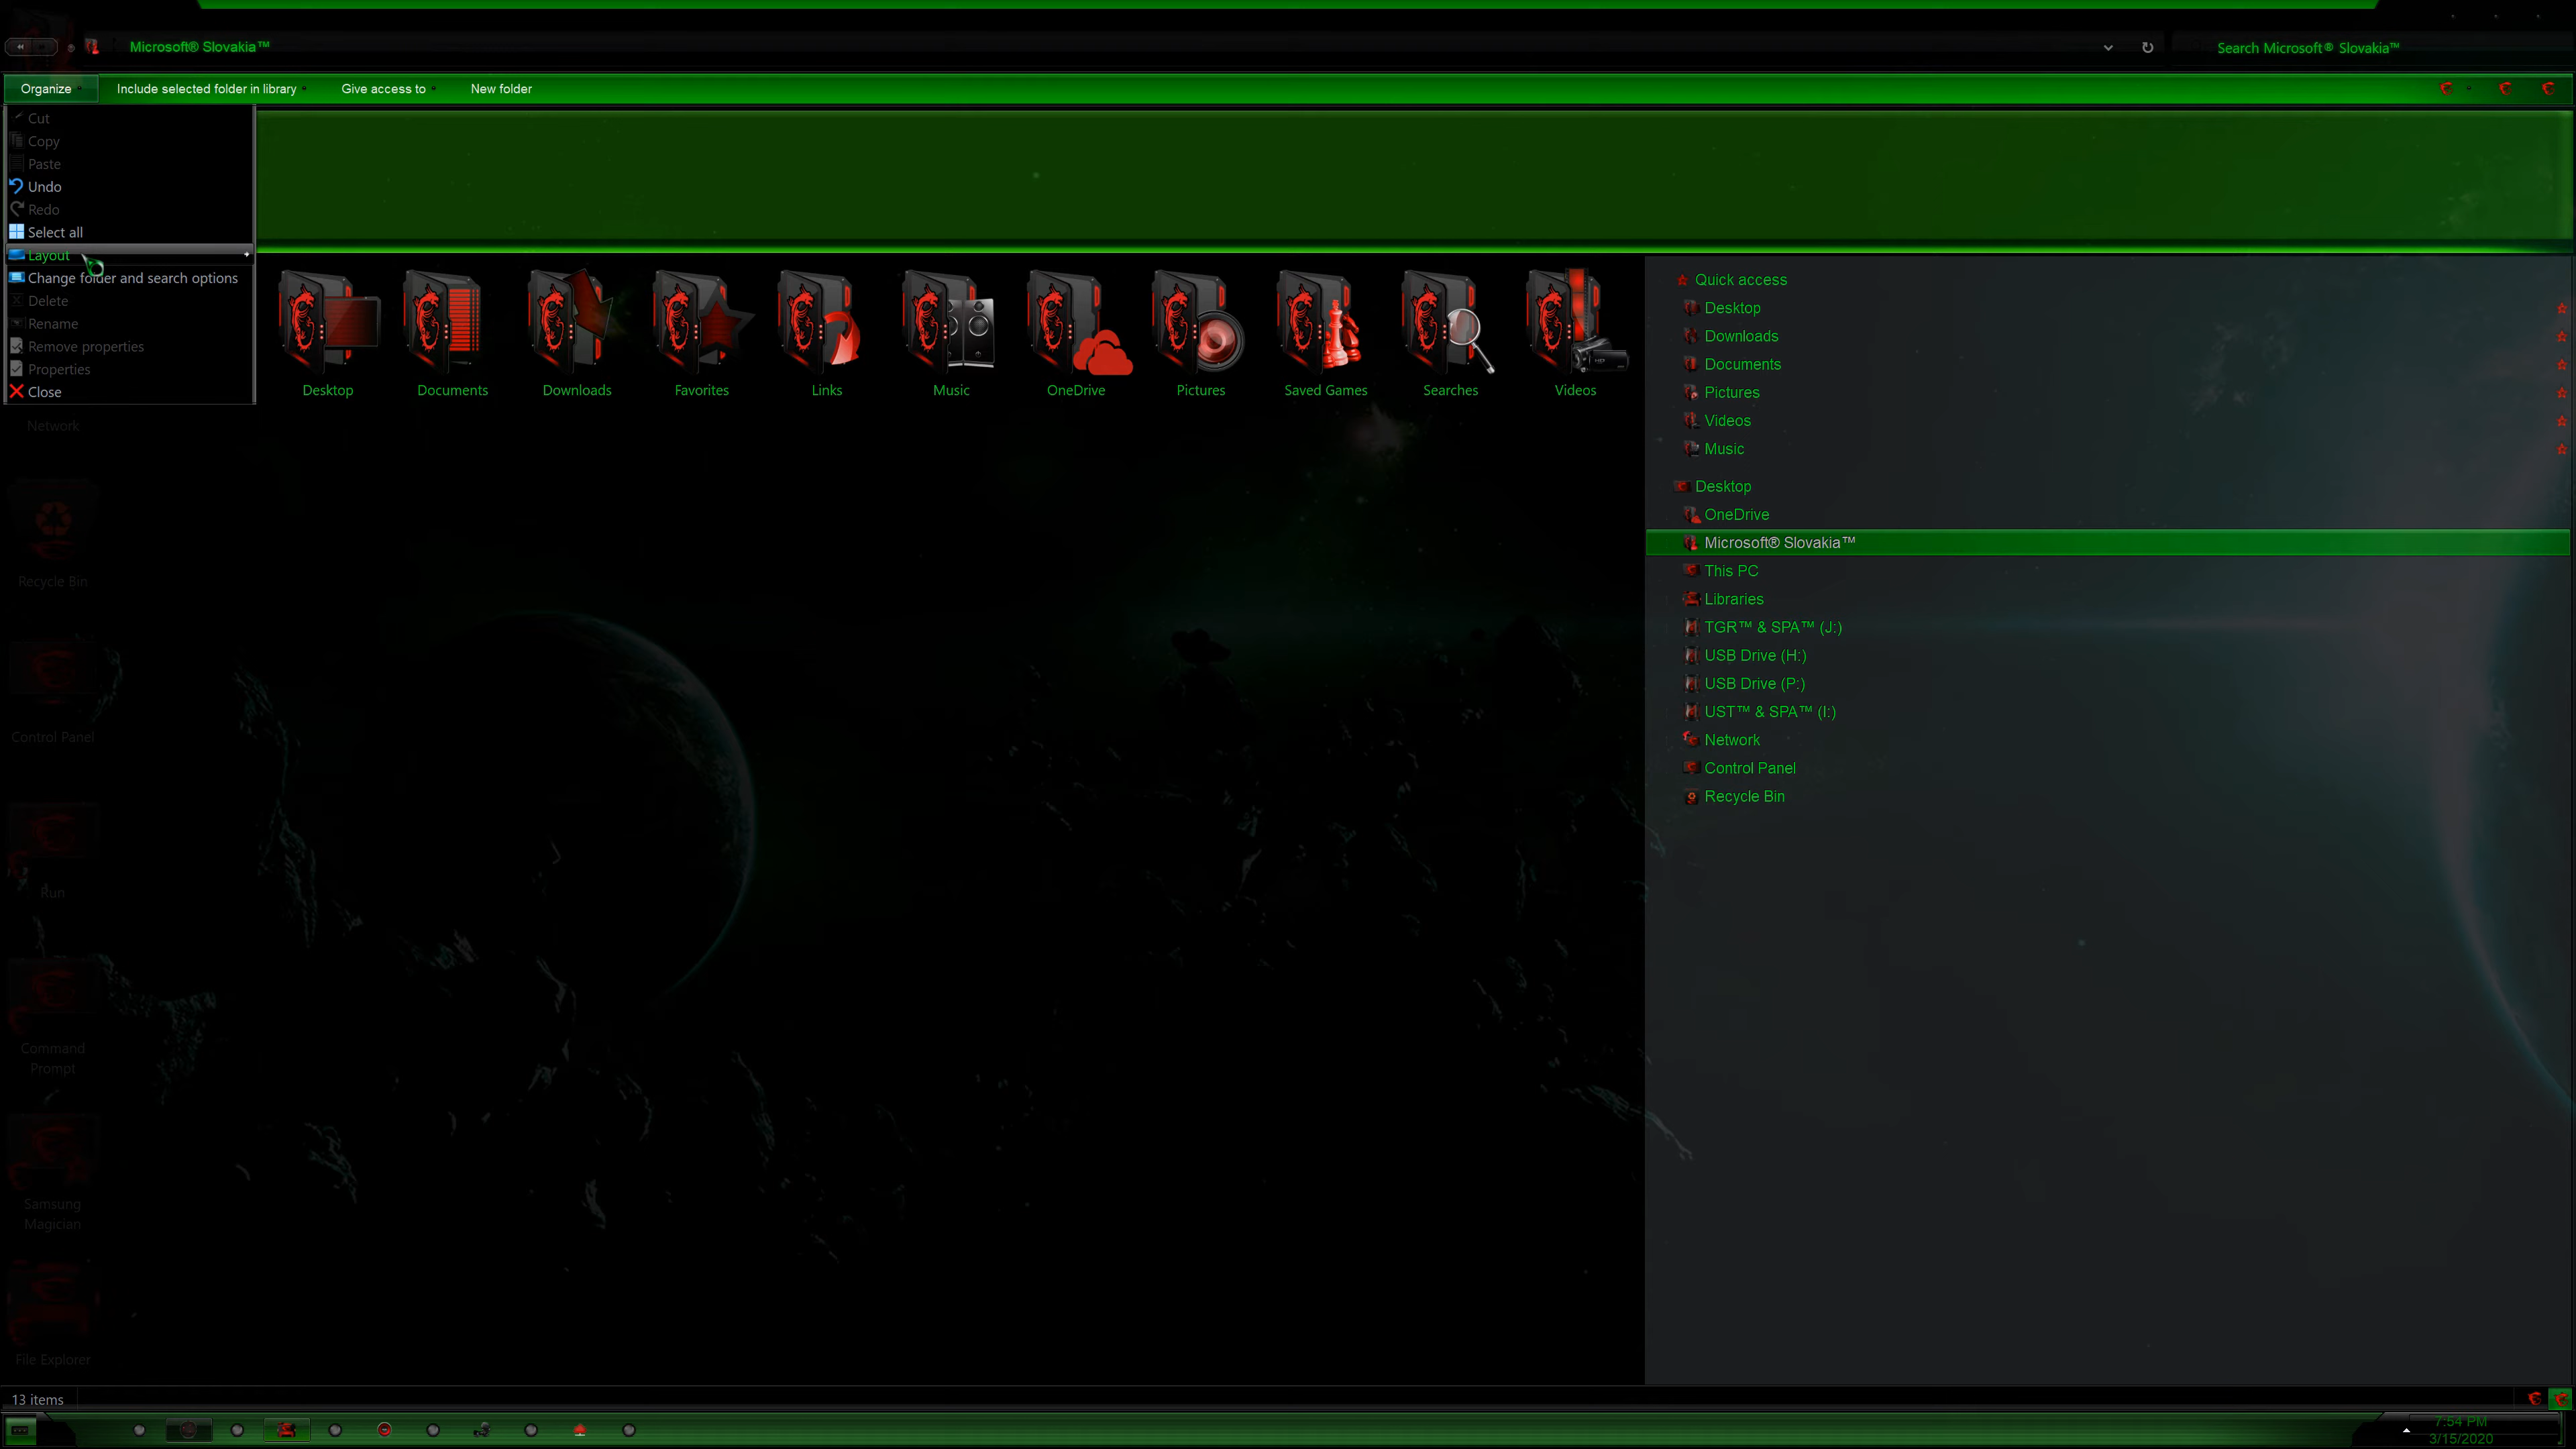 Microsoft® Slovakia™
Search Microsoft® Slovakia™
Organize
Include selected folder in library
Give access to
New folder
Cut
Copy
Paste
Undo
Redo
Select all
Layout
Change folder and search options
Delete
Rename
Remove properties
Properties
Close
Desktop
Documents
Downloads
Favorites
Links
Music
OneDrive
Pictures
Saved Games
Searches
Videos
Quick access
Desktop
Downloads
Documents
Pictures
Videos
Music
Desktop
OneDrive
Microsoft® Slovakia™
This PC
Libraries
TGR™ & SPA™ (J:)
USB Drive (H:)
USB Drive (P:)
UST™ & SPA™ (I:)
Network
Control Panel
Recycle Bin
Network
Recycle Bin
Control Panel
Run
Command
Prompt
Samsung
Magician
File Explorer
13 items
7:54 PM
3/15/2020